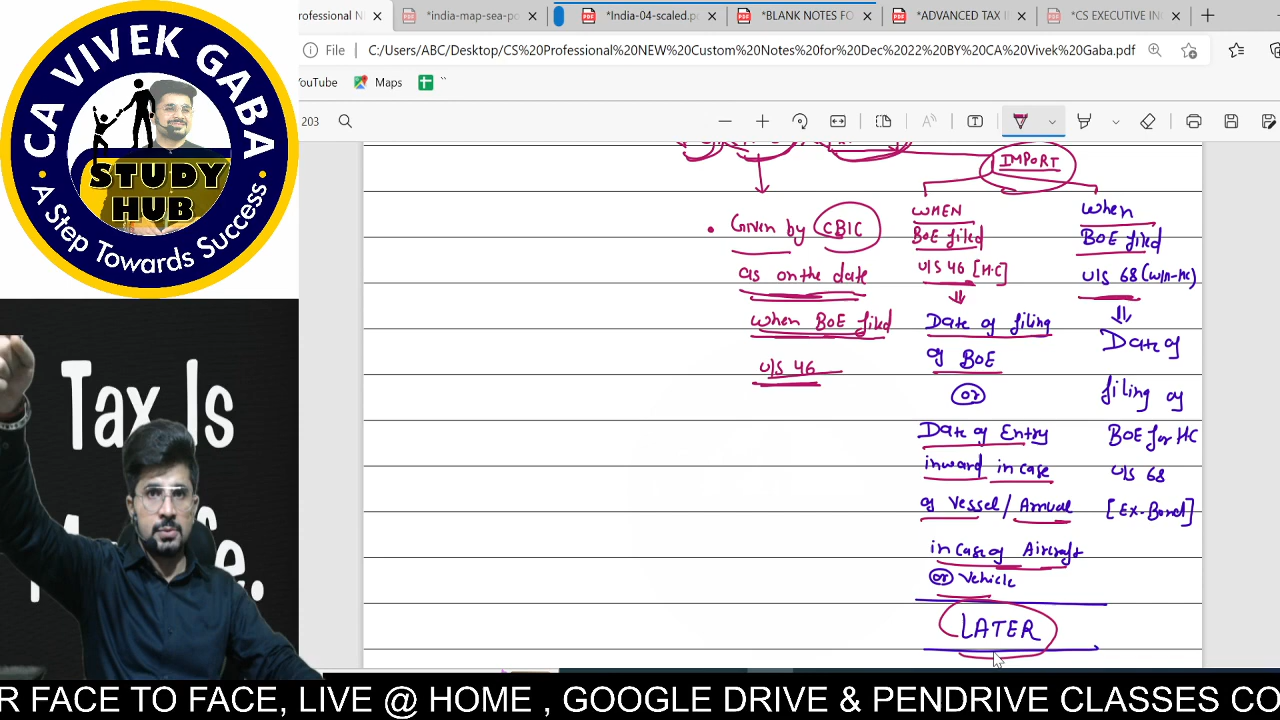 CA VIVEK GABA
STUDY
HUB
• A Step Towards Success •
Tax Is
rofessional N
*India-map-sea-po
*India-04-scaled.p
*BLANK NOTES FO
*ADVANCED TAX
*CS EXECUTIVE IN
File
C:/Users/ABC/Desktop/CS%20Professional%20NEW%20Custom%20Notes%20for%20Dec%2022%20BY%20CA%20Vivek%20Gaba.pdf
ouTube
Maps
203
IMPORT
• Given by CBIC
as on the date
when BOE filed
U/S 46
WHEN
BOE filed
U/S 46 [H.C]
⇓
Date of filing
of BOE
or
Date of Entry
inward in case
of Vessel/ Arrival
in case of Aircraft
or Vehicle
LATER
When
BOE filed
U/S 68 (W/H-HC)
⇓
Date of
filing of
BOE for HC
U/S 68
[Ex-Bond]
R FACE TO FACE, LIVE @ HOME , GOOGLE DRIVE & PENDRIVE CLASSES CO